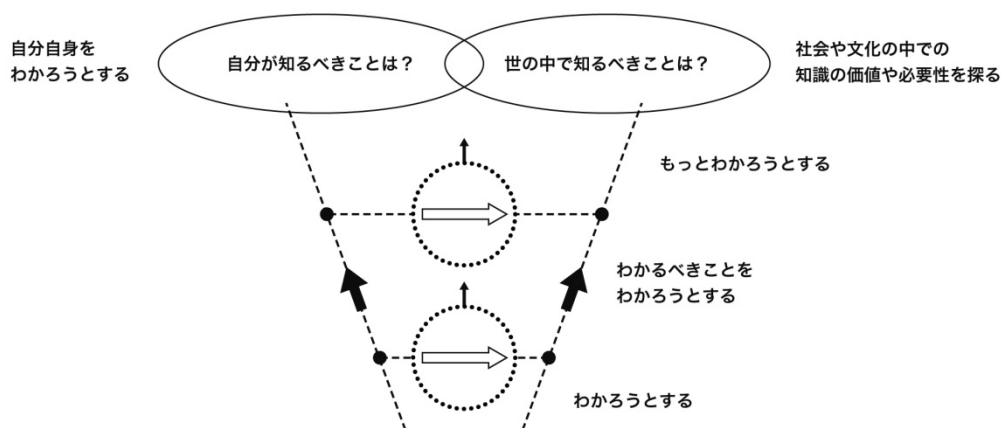 自分自身を
わかろうとする
自分が知るべきことは？
世の中で知るべきことは？
社会や文化の中での
知識の価値や必要性を探る
もっとわかろうとする
わかるべきことを
わかろうとする
わかろうとする